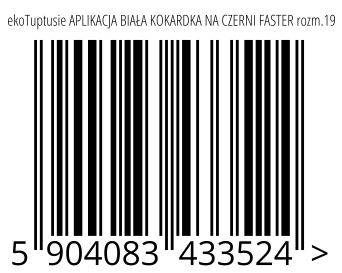 ekoTuptusie APLIKACJA BIAŁA KOKARDKA NA CZERNI FASTER rozm.19
5 904083 433524 >